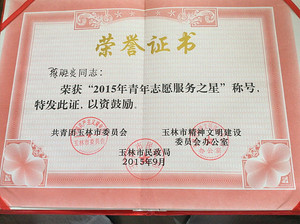 荣誉证书
同志:
荣获“2015年青年志愿服务之星”称号,
特发此证,以资鼓励。
共青团玉林市委员会
玉林市精神文明建设
委员会办公室
玉林市民政局
2015年9月